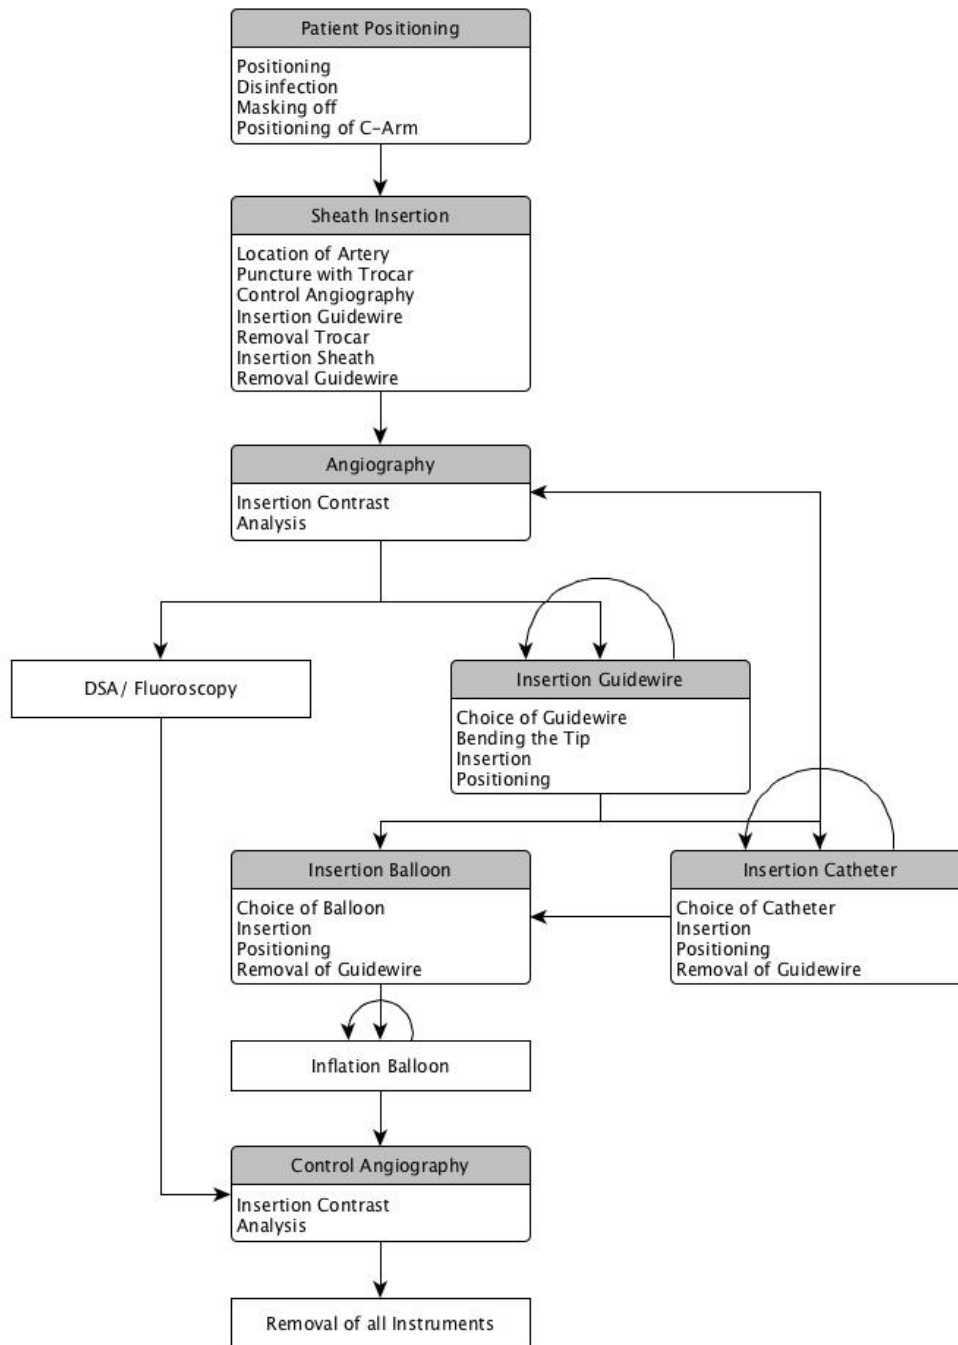 Patient Positioning
Positioning
Disinfection
Masking off
Positioning of C-Arm
Sheath Insertion
Location of Artery
Puncture with Trocar
Control Angiography
Insertion Guidewire
Removal Trocar
Insertion Sheath
Removal Guidewire
Angiography
Insertion Contrast
Analysis
DSA/ Fluoroscopy
Insertion Guidewire
Choice of Guidewire
Bending the Tip
Insertion
Positioning
Insertion Balloon
Choice of Balloon
Insertion
Positioning
Removal of Guidewire
Insertion Catheter
Choice of Catheter
Insertion
Positioning
Removal of Guidewire
Inflation Balloon
Control Angiography
Insertion Contrast
Analysis
Removal of all Instruments